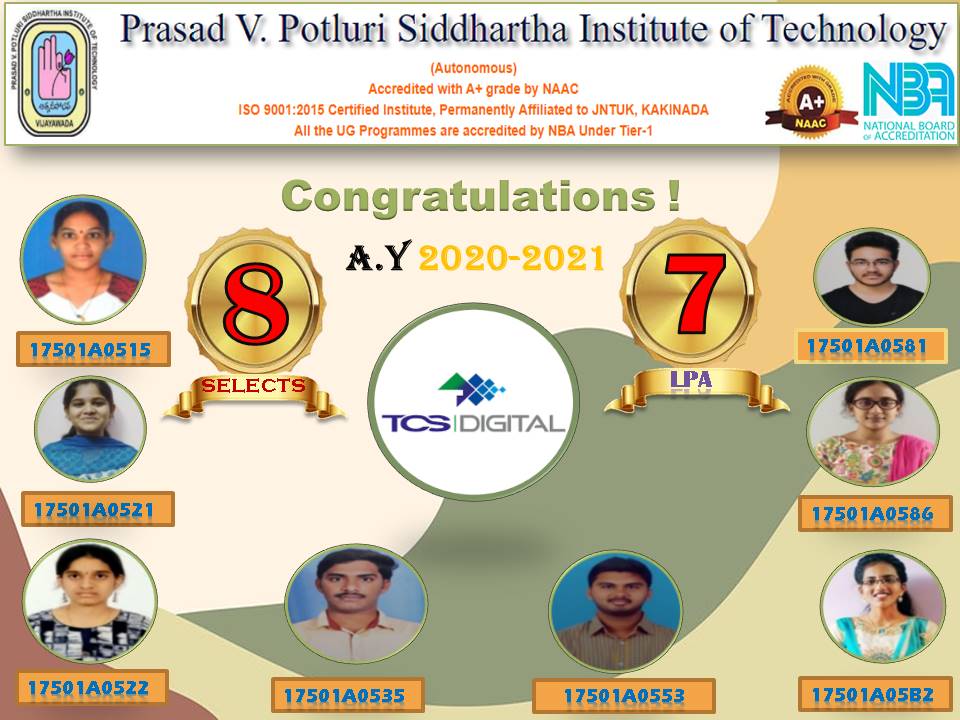 PRASAD V. POTLURI SIDDHARTHA INSTITUTE OF TECHNOLOGY
VIJAYAWADA
Prasad V. Potluri Siddhartha Institute of Technology
(Autonomous)
Accredited with A+ grade by NAAC
ISO 9001:2015 Certified Institute, Permanently Affiliated to JNTUK, KAKINADA
All the UG Programmes are accredited by NBA Under Tier-1
ACCREDITED WITH GRADE
A+
NAAC
NBA
NATIONAL BOARD
OF ACCREDITATION
Congratulations !
A.Y 2020-2021
8
SELECTS
7
LPA
TCS|DIGITAL
17501A0515
17501A0581
17501A0521
17501A0586
17501A0522
17501A0535
17501A0553
17501A05B2